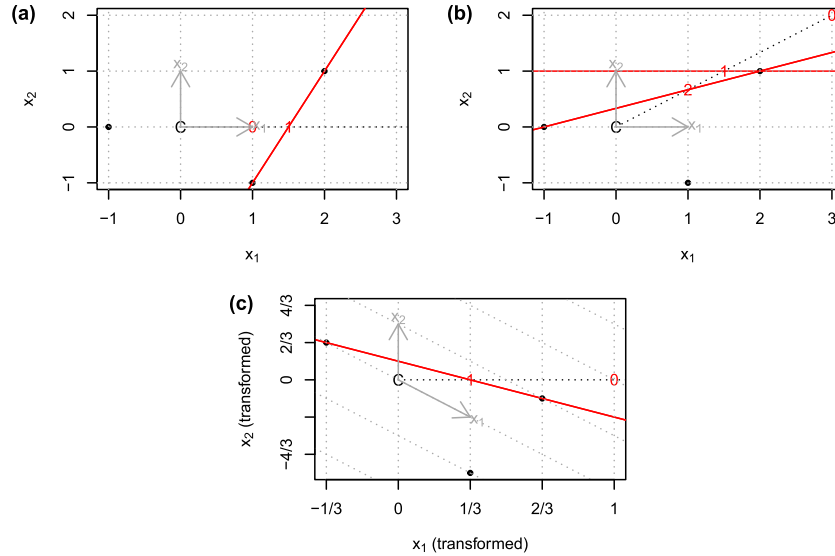 (a)
x₂
2
1
0
−1
x₂
C
0
x₁
1
−1
0
1
2
3
x₁
(b)
x₂
2
1
0
−1
0
x₂
1
2
C
x₁
−1
0
1
2
3
x₁
(c)
x₂ (transformed)
4/3
2/3
0
−4/3
x₂
C
1
0
x₁
−1/3
0
1/3
2/3
1
x₁ (transformed)